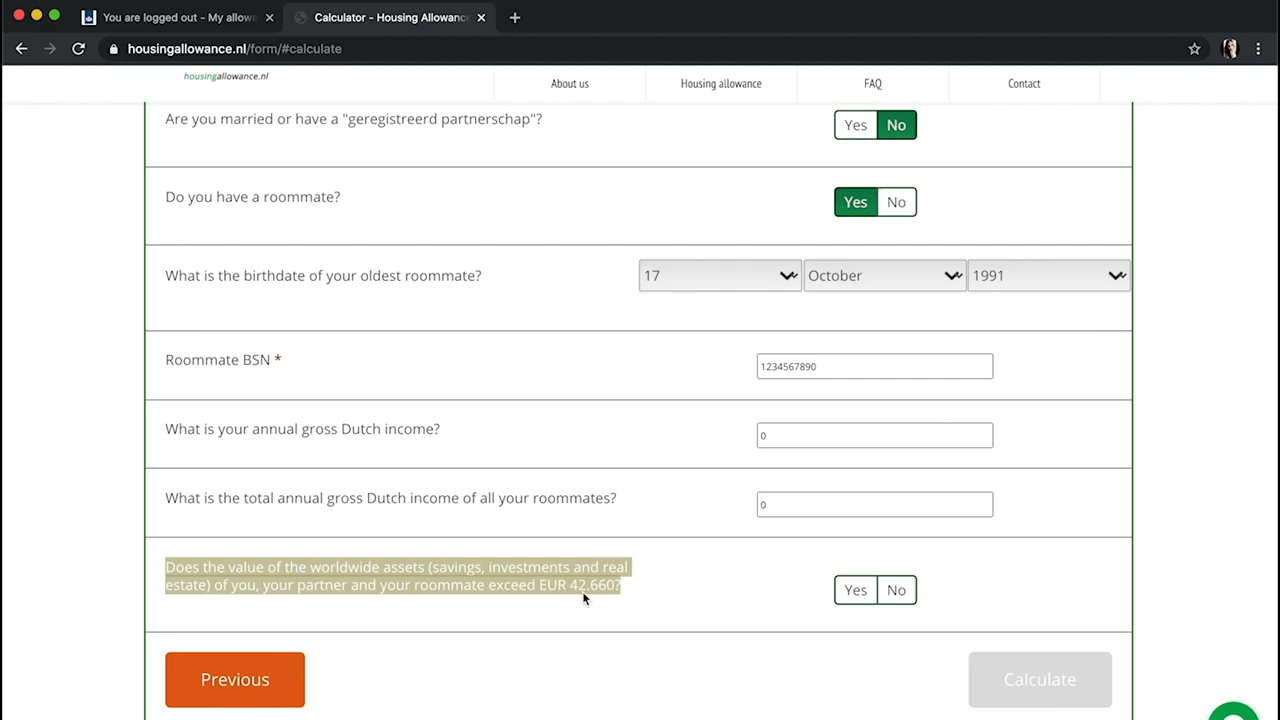 You are logged out - My allow
Calculator - Housing Allowanc
housingallowance.nl/form/#calculate
housingallowance.nl
About us
Housing allowance
FAQ
Contact
Are you married or have a "geregistreerd partnerschap"?
Yes
No
Do you have a roommate?
Yes
No
What is the birthdate of your oldest roommate?
17
October
1991
Roommate BSN *
1234567890
What is your annual gross Dutch income?
0
What is the total annual gross Dutch income of all your roommates?
0
Does the value of the worldwide assets (savings, investments and real
estate) of you, your partner and your roommate exceed EUR 42.660?
Yes
No
Previous
Calculate